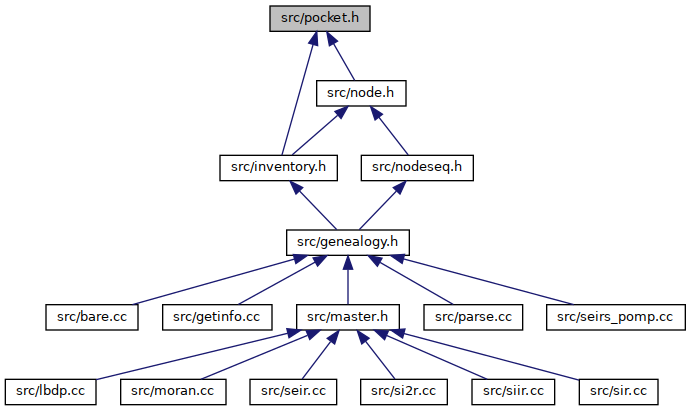 src/pocket.h
src/node.h
src/inventory.h
src/nodeseq.h
src/genealogy.h
src/bare.cc
src/getinfo.cc
src/master.h
src/parse.cc
src/seirs_pomp.cc
src/lbdp.cc
src/moran.cc
src/seir.cc
src/si2r.cc
src/siir.cc
src/sir.cc